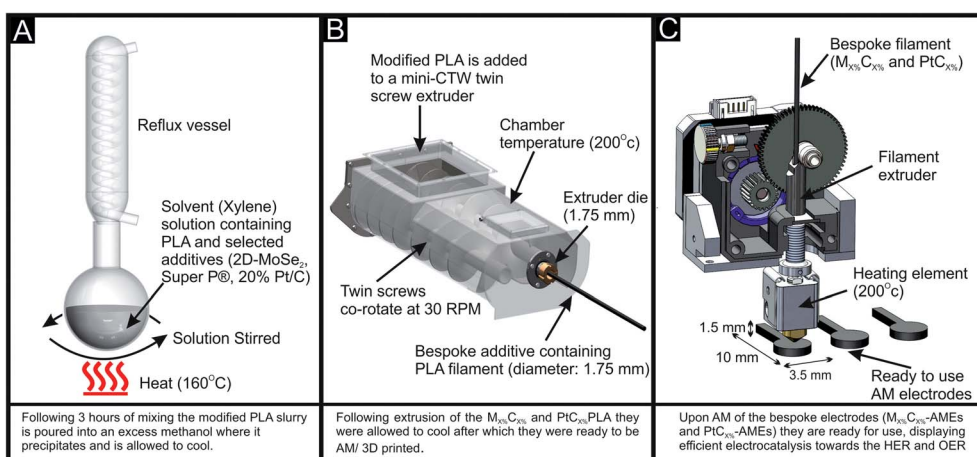 A
Reflux vessel
Solvent (Xylene)
solution containing
PLA and selected
additives (2D-MoSe₂,
Super P®, 20% Pt/C)
Solution Stirred
Heat (160°C)
Following 3 hours of mixing the modified PLA slurry
is poured into an excess methanol where it
precipitates and is allowed to cool.
B
Modified PLA is added
to a mini-CTW twin
screw extruder
Chamber
temperature (200°c)
Extruder die
(1.75 mm)
Twin screws
co-rotate at 30 RPM
Bespoke additive containing
PLA filament (diameter: 1.75 mm)
Following extrusion of the Mx%Cx% and PtCx%PLA they
were allowed to cool after which they were ready to be
AM/ 3D printed.
C
Bespoke filament
(Mx%Cx% and PtCx%)
Filament
extruder
Heating element
(200°c)
1.5 mm
10 mm
3.5 mm
Ready to use
AM electrodes
Upon AM of the bespoke electrodes (Mx%Cx%-AMEs
and PtCx%-AMEs) they are ready for use, displaying
efficient electrocatalysis towards the HER and OER